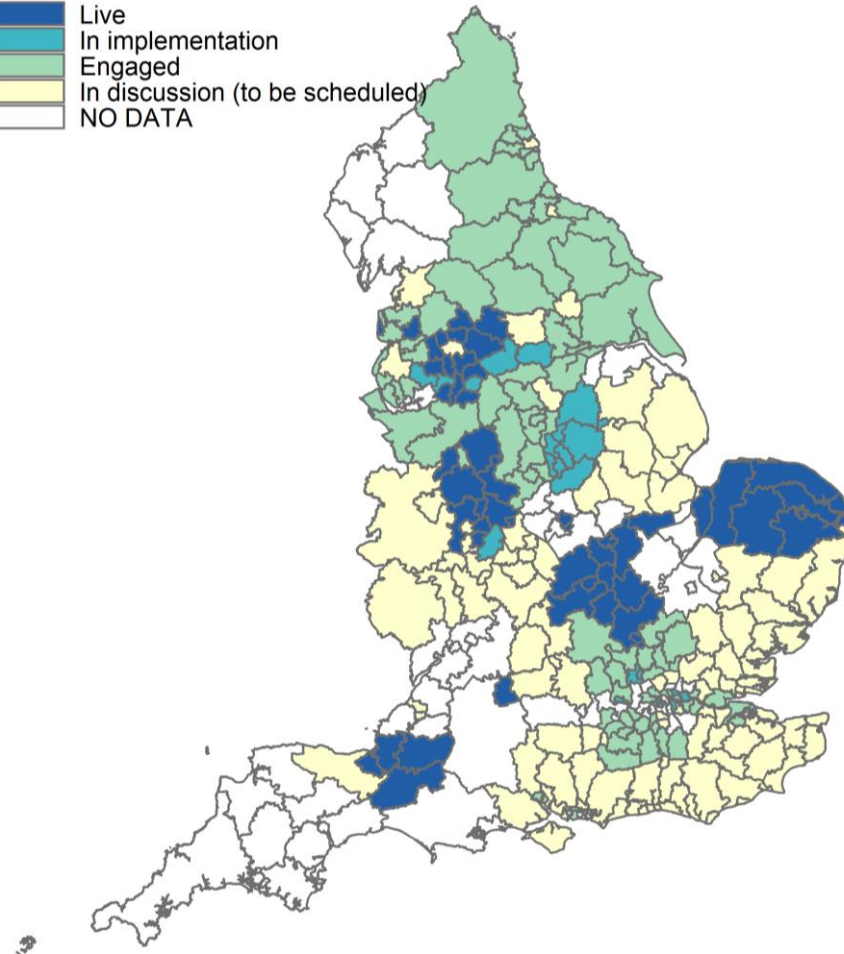 Live
In implementation
Engaged
In discussion (to be scheduled)
NO DATA